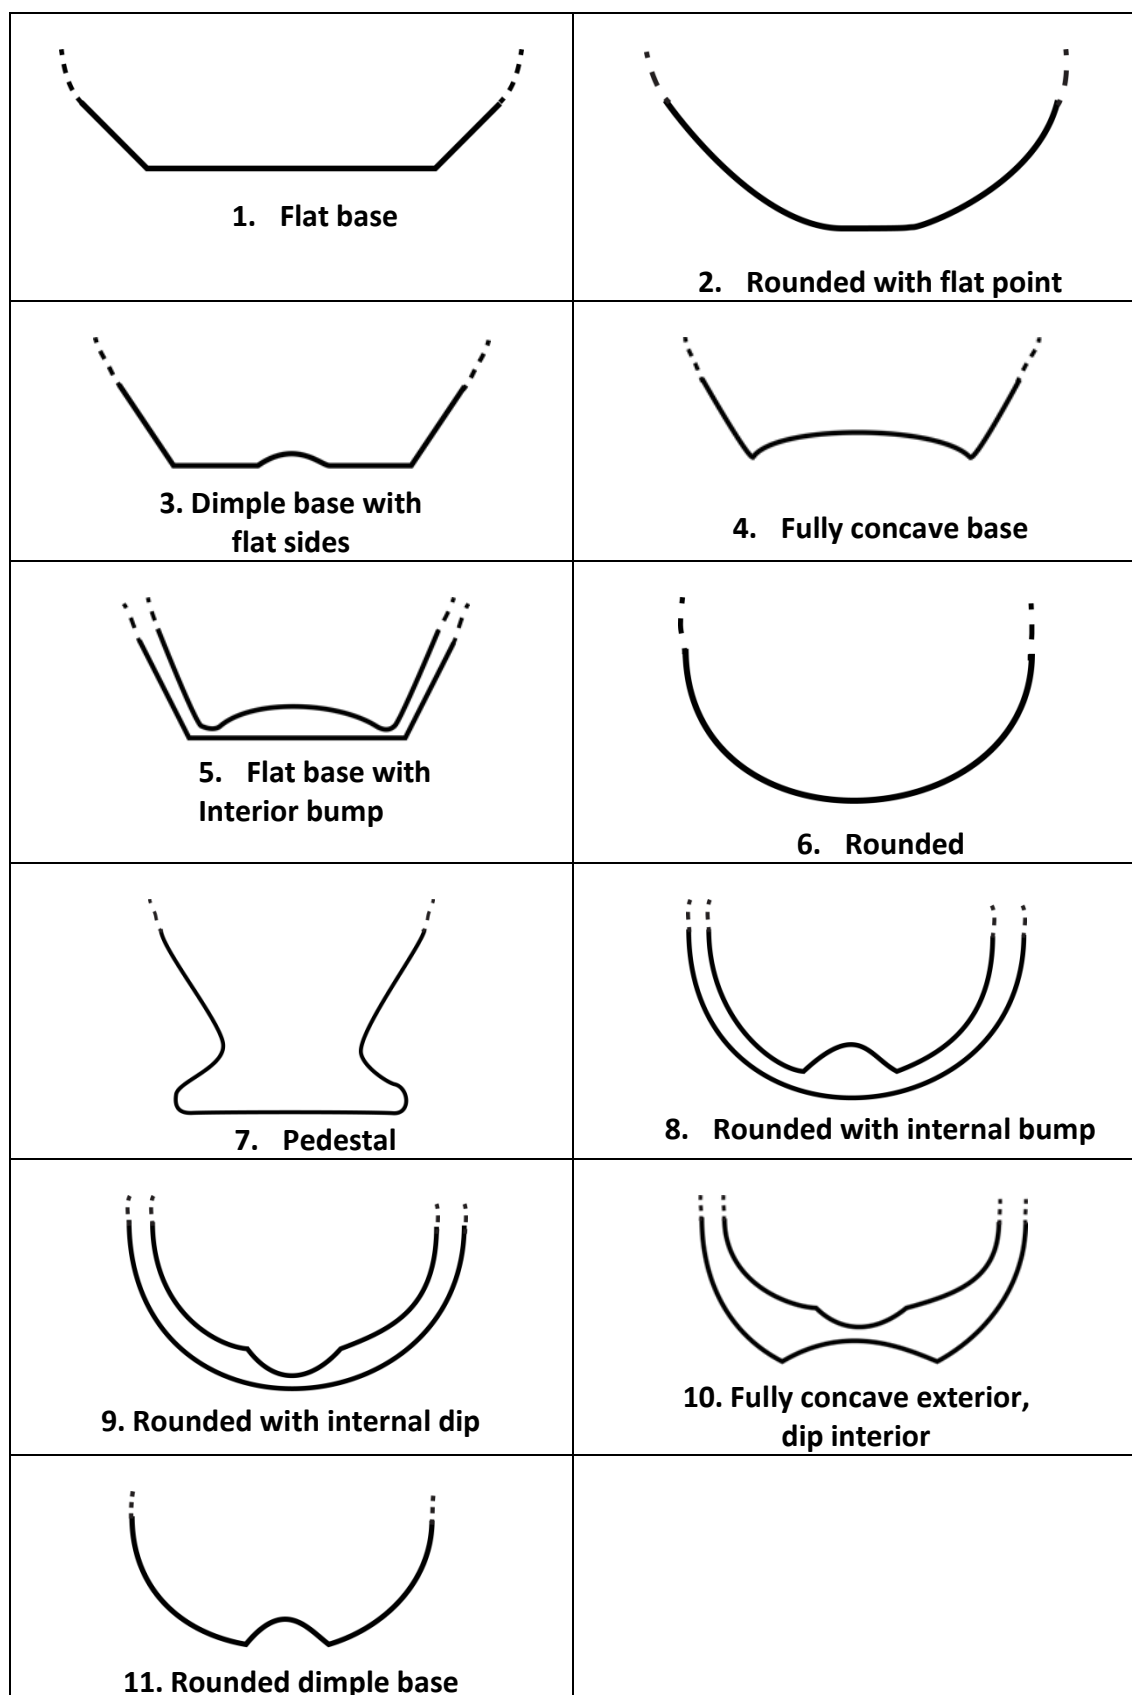 1. Flat base
2. Rounded with flat point
3. Dimple base with
flat sides
4. Fully concave base
5. Flat base with
Interior bump
6. Rounded
7. Pedestal
8. Rounded with internal bump
9. Rounded with internal dip
10. Fully concave exterior,
dip interior
11. Rounded dimple base